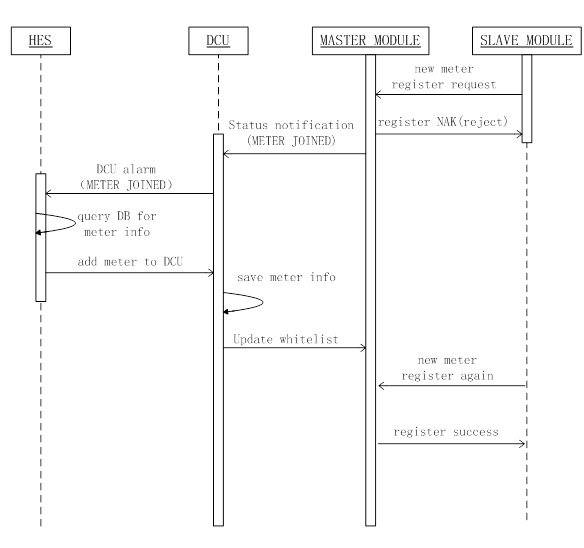 HES
DCU
MASTER MODULE
SLAVE MODULE
new meter
register request
register NAK(reject)
Status notification
(METER JOINED)
DCU alarm
(METER JOINED)
query DB for
meter info
add meter to DCU
save meter info
Update whitelist
new meter
register again
register success